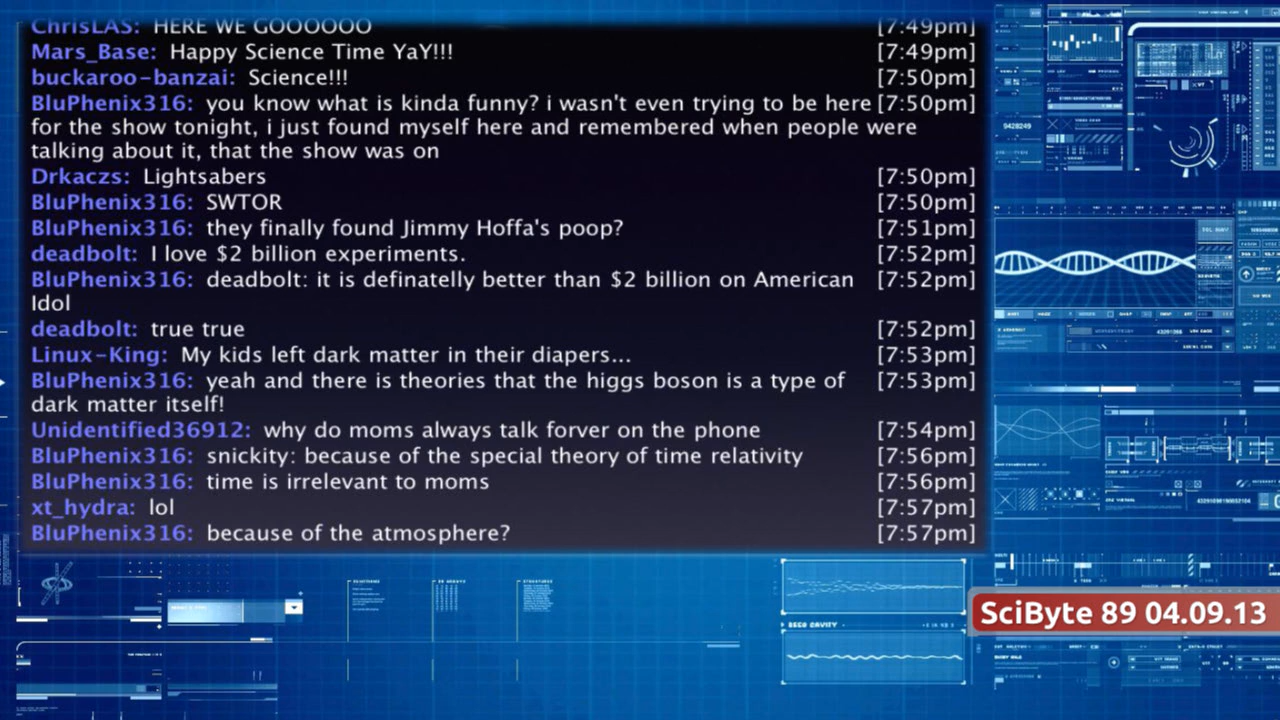 ChrisLAS: HERE WE GOOOOOO [7:49pm]
Mars_Base: Happy Science Time YaY!!! [7:49pm]
buckaroo-banzai: Science!!! [7:50pm]
BluPhenix316: you know what is kinda funny? i wasn't even trying to be here [7:50pm]
for the show tonight, i just found myself here and remembered when people were
talking about it, that the show was on
Drkaczs: Lightsabers [7:50pm]
BluPhenix316: SWTOR [7:50pm]
BluPhenix316: they finally found Jimmy Hoffa's poop? [7:51pm]
deadbolt: I love $2 billion experiments. [7:52pm]
BluPhenix316: deadbolt: it is definatelly better than $2 billion on American [7:52pm]
Idol
deadbolt: true true [7:52pm]
Linux-King: My kids left dark matter in their diapers... [7:53pm]
BluPhenix316: yeah and there is theories that the higgs boson is a type of [7:53pm]
dark matter itself!
Unidentified36912: why do moms always talk forver on the phone [7:54pm]
BluPhenix316: snickity: because of the special theory of time relativity [7:56pm]
BluPhenix316: time is irrelevant to moms [7:56pm]
xt_hydra: lol [7:57pm]
BluPhenix316: because of the atmosphere? [7:57pm]
9428249
SciByte 89 04.09.13